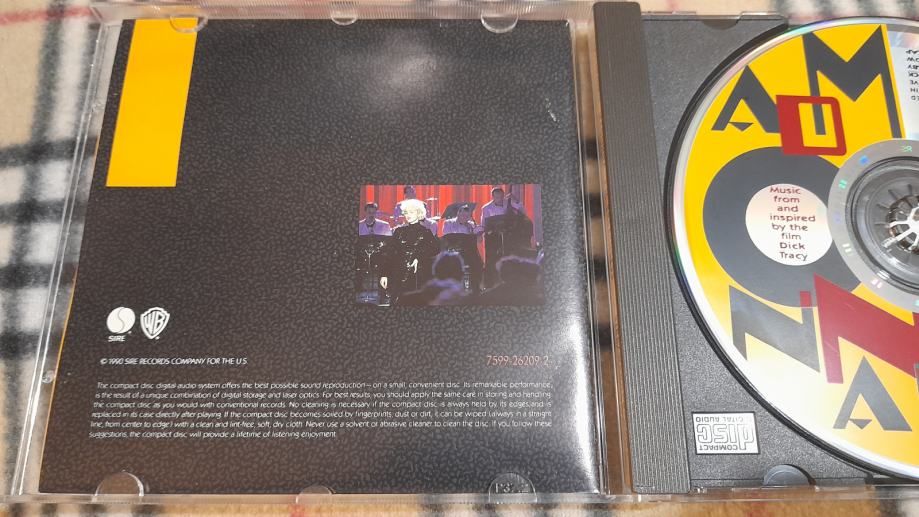 SIRE
WB
© 1990 SIRE RECORDS COMPANY FOR THE U.S.
7599-26209-2
The compact disc digital audio system offers the best possible sound reproduction—on a small, convenient disc. Its remarkable performance,
is the result of a unique combination of digital storage and laser optics. For best results, you should apply the same care in storing and handling
the compact disc as you would with conventional records. No cleaning is necessary if the compact disc is always held by its edges and is
replaced in its case directly after playing. If the compact disc becomes soiled by fingerprints, dust or dirt, it can be wiped (always in a straight
line, from center to edge) with a clean and lint-free, soft, dry cloth. Never use a solvent or abrasive cleaner to clean the disc. If you follow these
suggestions, the compact disc will provide a lifetime of listening enjoyment.
MADONNA
Music
from
and
inspired
by the
film
Dick
Tracy
COMPACT
disc
DIGITAL AUDIO